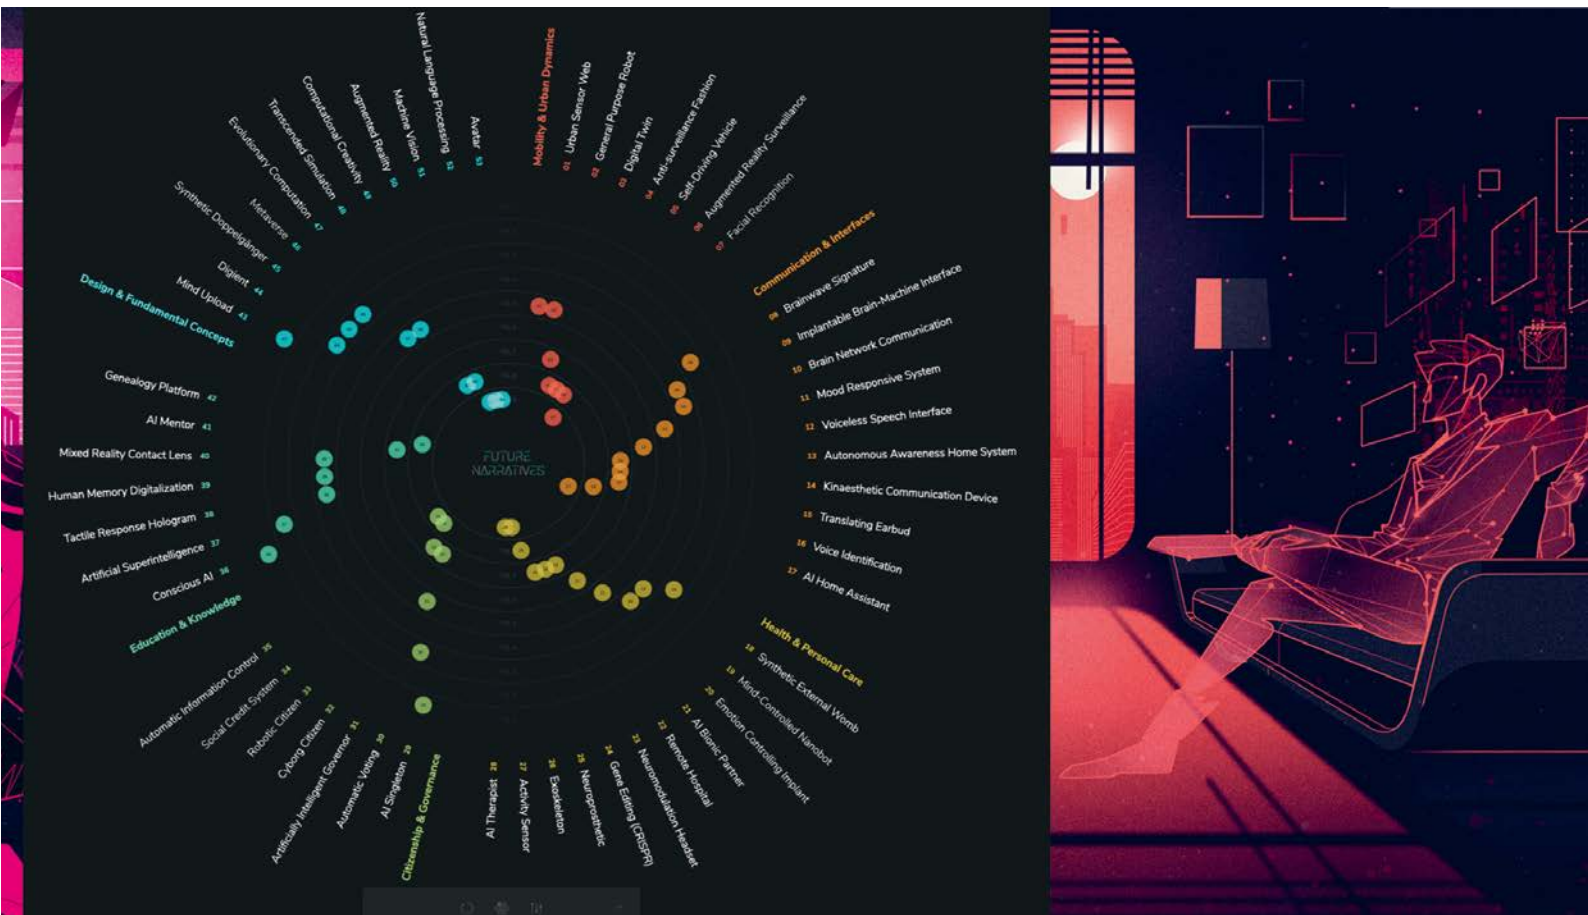 FUTURE
NARRATIVES
Mobility & Urban Dynamics
01 Urban Sensor Web
02 General Purpose Robot
03 Digital Twin
04 Anti-surveillance Fashion
05 Self-Driving Vehicle
06 Augmented Reality Surveillance
07 Facial Recognition
Communication & Interfaces
08 Brainwave Signature
09 Implantable Brain-Machine Interface
10 Brain Network Communication
11 Mood Responsive System
12 Voiceless Speech Interface
13 Autonomous Awareness Home System
14 Kinaesthetic Communication Device
15 Translating Earbud
16 Voice Identification
17 AI Home Assistant
Health & Personal Care
18 Synthetic External Womb
19 Mind-Controlled Nanobot
20 Emotion Controlling Implant
21 AI Bionic Partner
22 Remote Hospital
23 Neuromodulation Headset
24 Gene Editing (CRISPR)
25 Neuroprosthetic
26 Exoskeleton
27 Activity Sensor
28 AI Therapist
Citizenship & Governance
AI Singleton 29
Automatic Voting 30
Artificially Intelligent Governor 31
Cyborg Citizen 32
Robotic Citizen 33
Social Credit System 34
Automatic Information Control 35
Education & Knowledge
Conscious AI 36
Artificial Superintelligence 37
Tactile Response Hologram 38
Human Memory Digitalization 39
Mixed Reality Contact Lens 40
AI Mentor 41
Genealogy Platform 42
Design & Fundamental Concepts
Mind Upload 43
Digient 44
Synthetic Doppelgänger 45
Metaverse 46
Evolutionary Computation 47
Transcended Simulation 48
Computational Creativity 49
Augmented Reality 50
Machine Vision 51
Natural Language Processing 52
Avatar 53